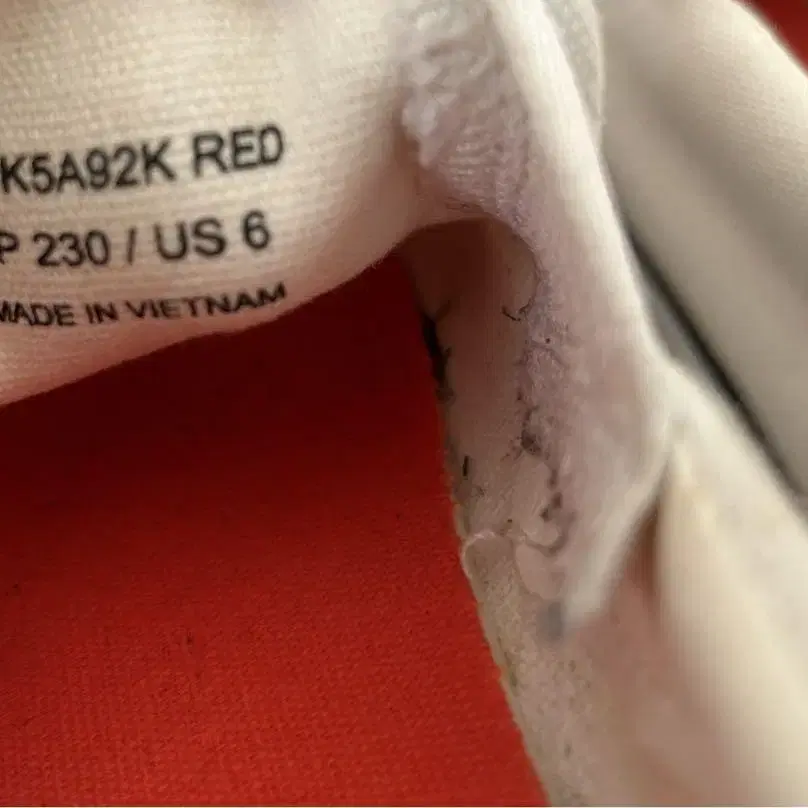 K5A92K RED
P 230 / US 6
MADE IN VIETNAM